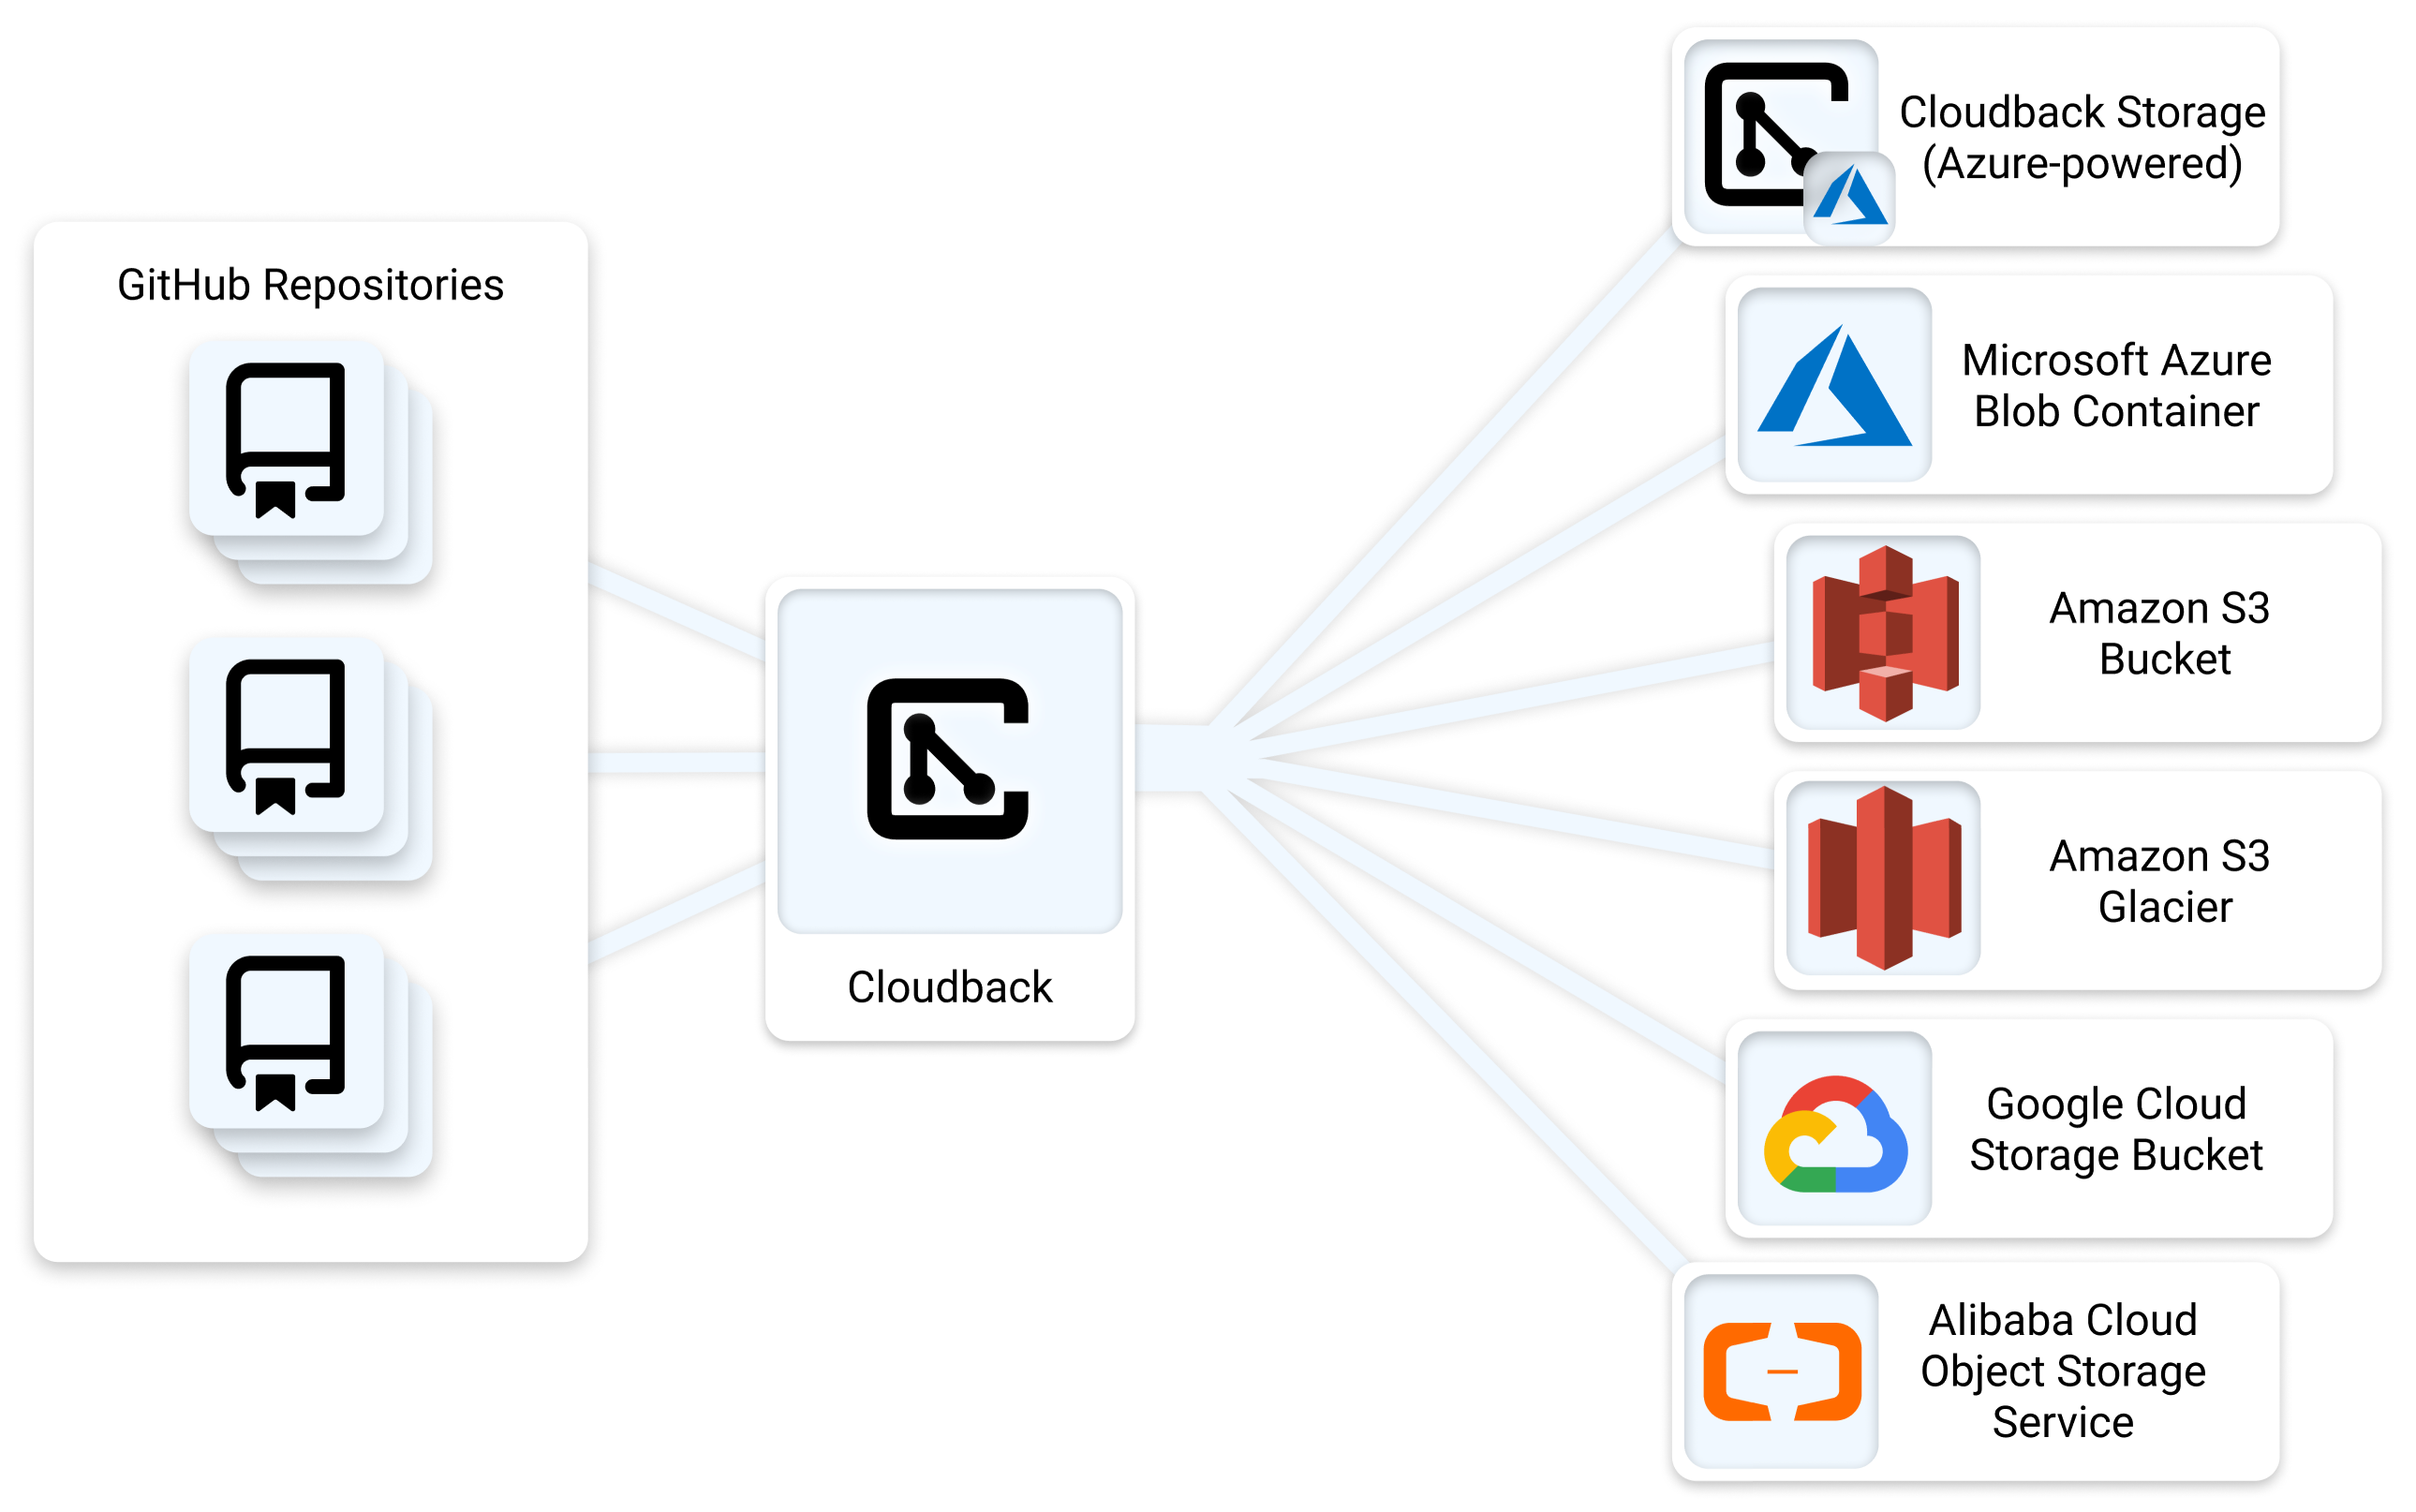 GitHub Repositories
Cloudback
Cloudback Storage
(Azure-powered)
Microsoft Azure
Blob Container
Amazon S3
Bucket
Amazon S3
Glacier
Google Cloud
Storage Bucket
Alibaba Cloud
Object Storage
Service